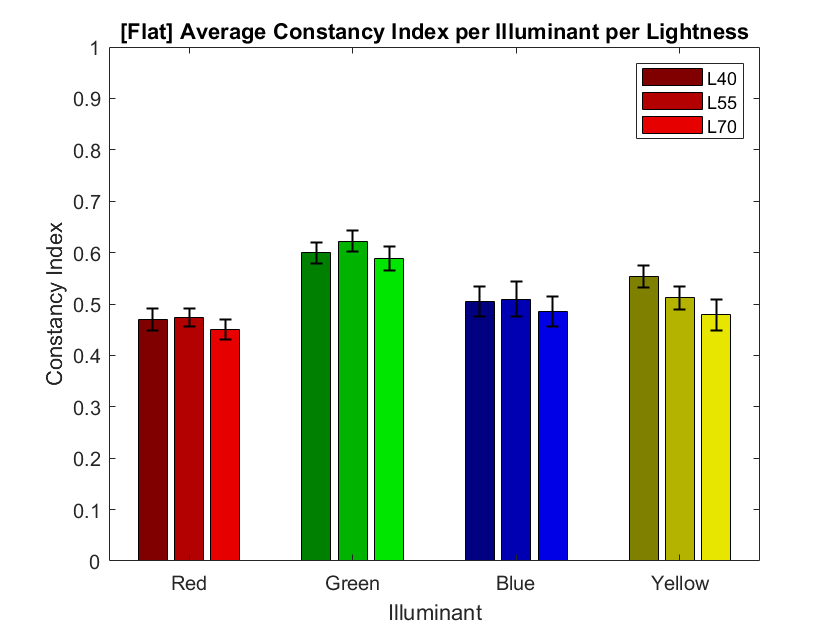 [Flat] Average Constancy Index per Illuminant per Lightness
L40
L55
L70
Constancy Index
1
0.9
0.8
0.7
0.6
0.5
0.4
0.3
0.2
0.1
0
Red Green Blue Yellow
Illuminant